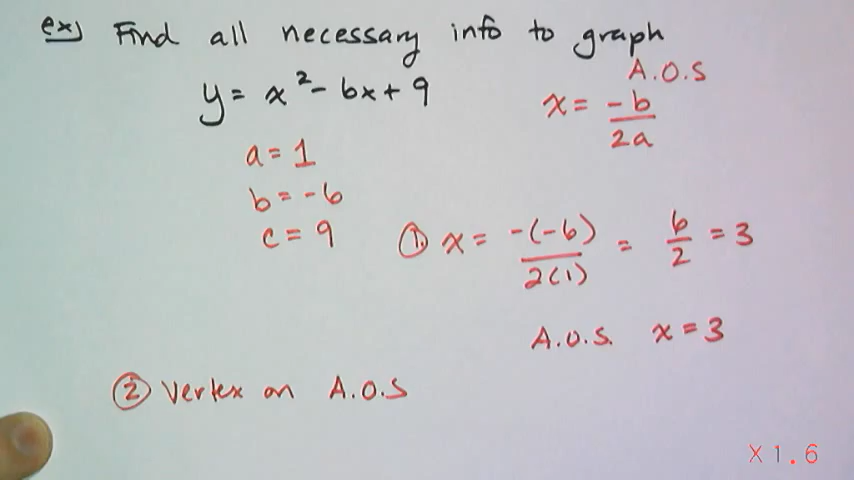 ex) Find all necessary info to graph
y = x² - 6x + 9
A.O.S
x = -b/2a
a = 1
b = -6
c = 9
① x = -(-6)/2(1) = 6/2 = 3
A.O.S. x = 3
② Vertex on A.O.S
X1.6